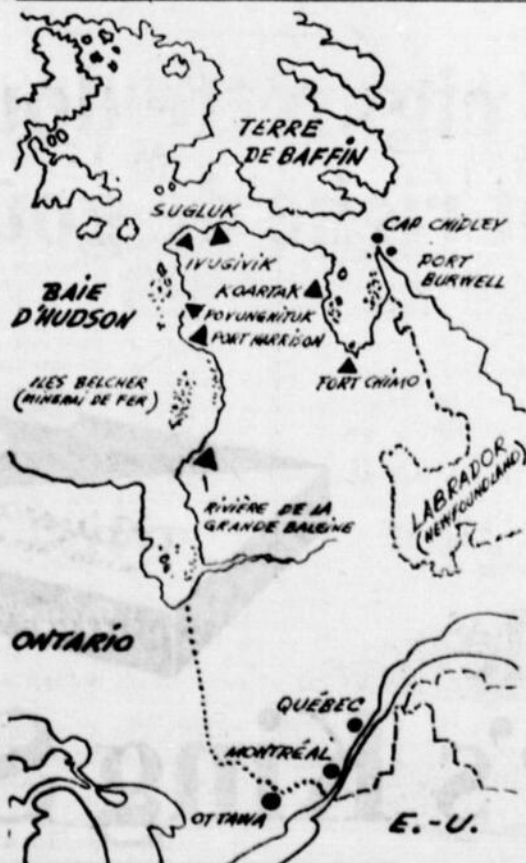 TERRE
DE BAFFIN
SUGLUK
CAP CHIDLEY
IVUGIVIK
PORT
BURWELL
KOARTAK
BAIE
D'HUDSON
POVUNGNITUK
PORT HARRISON
ILES BELCHER
(MINERAI DE FER)
FORT CHIMO
LABRADOR
(NEWFOUNDLAND)
RIVIÈRE DE LA
GRANDE BALEINE
ONTARIO
QUÉBEC
MONTRÉAL
OTTAWA
E.-U.